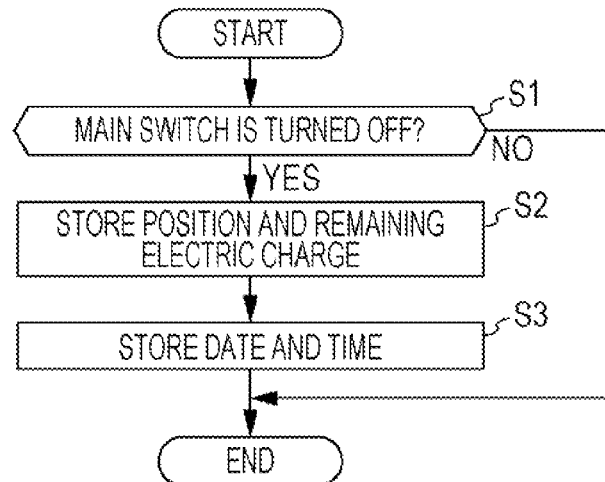 START
S1
MAIN SWITCH IS TURNED OFF?
NO
YES
S2
STORE POSITION AND REMAINING
ELECTRIC CHARGE
S3
STORE DATE AND TIME
END